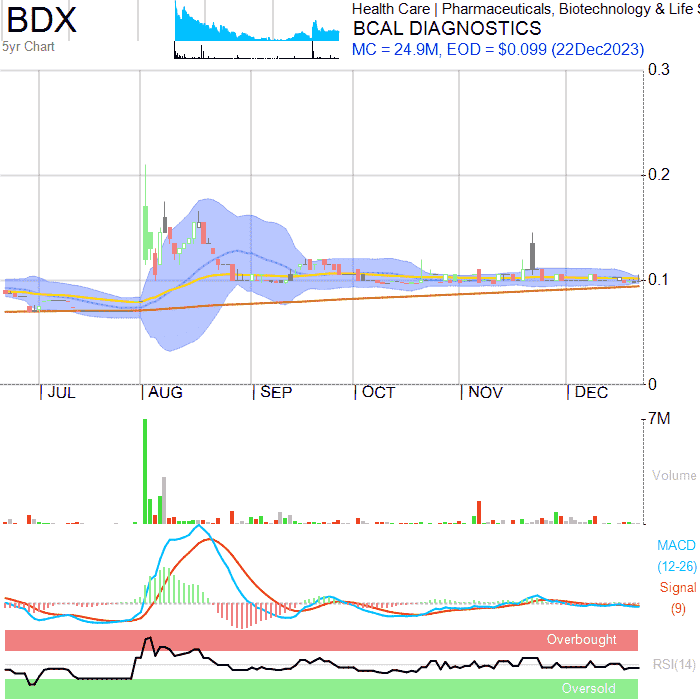 BDX
5yr Chart
Health Care | Pharmaceuticals, Biotechnology & Life S
BCAL DIAGNOSTICS
MC = 24.9M, EOD = $0.099 (22Dec2023)
0.3
0.2
0.1
0
| JUL | AUG | SEP | OCT | NOV | DEC
7M
Volume
MACD
(12-26)
Signal
(9)
Overbought
RSI(14)
Oversold